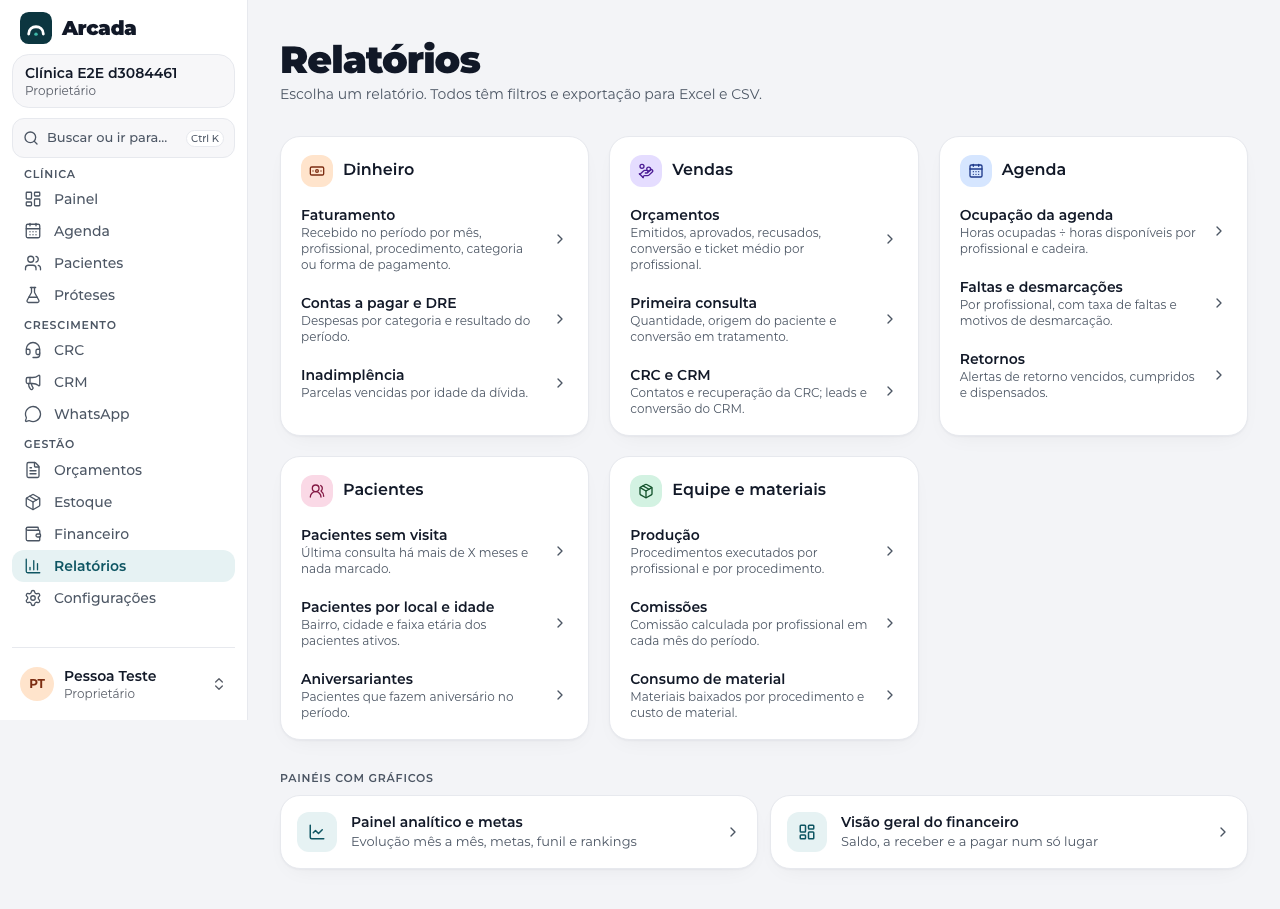 Arcada
Clínica E2E d3084461
Proprietário
Buscar ou ir para... Ctrl K
CLÍNICA
Painel
Agenda
Pacientes
Próteses
CRESCIMENTO
CRC
CRM
WhatsApp
GESTÃO
Orçamentos
Estoque
Financeiro
Relatórios
Configurações
PT
Pessoa Teste
Proprietário
Relatórios
Escolha um relatório. Todos têm filtros e exportação para Excel e CSV.
Dinheiro
Faturamento
Recebido no período por mês,
profissional, procedimento, categoria
ou forma de pagamento.
Contas a pagar e DRE
Despesas por categoria e resultado do
período.
Inadimplência
Parcelas vencidas por idade da dívida.
Vendas
Orçamentos
Emitidos, aprovados, recusados,
conversão e ticket médio por
profissional.
Primeira consulta
Quantidade, origem do paciente e
conversão em tratamento.
CRC e CRM
Contatos e recuperação da CRC; leads e
conversão do CRM.
Agenda
Ocupação da agenda
Horas ocupadas ÷ horas disponíveis por
profissional e cadeira.
Faltas e desmarcações
Por profissional, com taxa de faltas e
motivos de desmarcação.
Retornos
Alertas de retorno vencidos, cumpridos
e dispensados.
Pacientes
Pacientes sem visita
Última consulta há mais de X meses e
nada marcado.
Pacientes por local e idade
Bairro, cidade e faixa etária dos
pacientes ativos.
Aniversariantes
Pacientes que fazem aniversário no
período.
Equipe e materiais
Produção
Procedimentos executados por
profissional e por procedimento.
Comissões
Comissão calculada por profissional em
cada mês do período.
Consumo de material
Materiais baixados por procedimento e
custo de material.
PAINÉIS COM GRÁFICOS
Painel analítico e metas
Evolução mês a mês, metas, funil e rankings
Visão geral do financeiro
Saldo, a receber e a pagar num só lugar